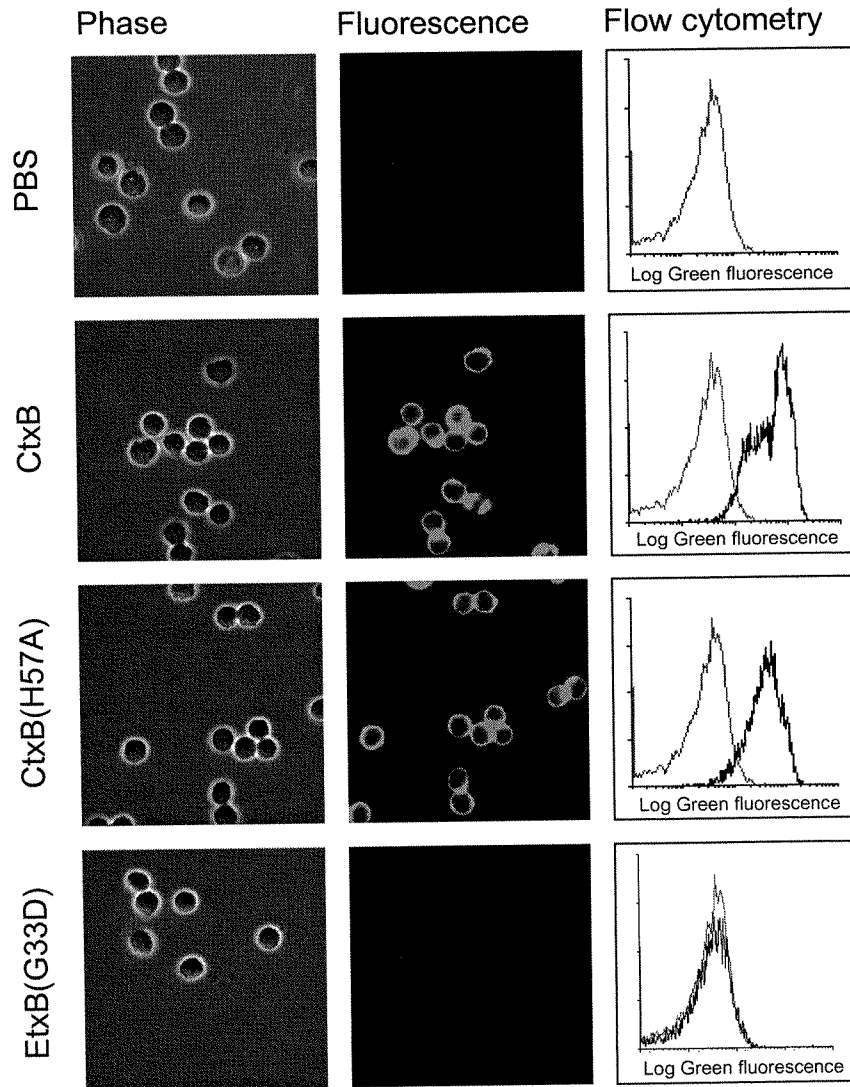 Phase Fluorescence Flow cytometry
PBS
Log Green fluorescence
CtxB
Log Green fluorescence
CtxB(H57A)
Log Green fluorescence
EtxB(G33D)
Log Green fluorescence